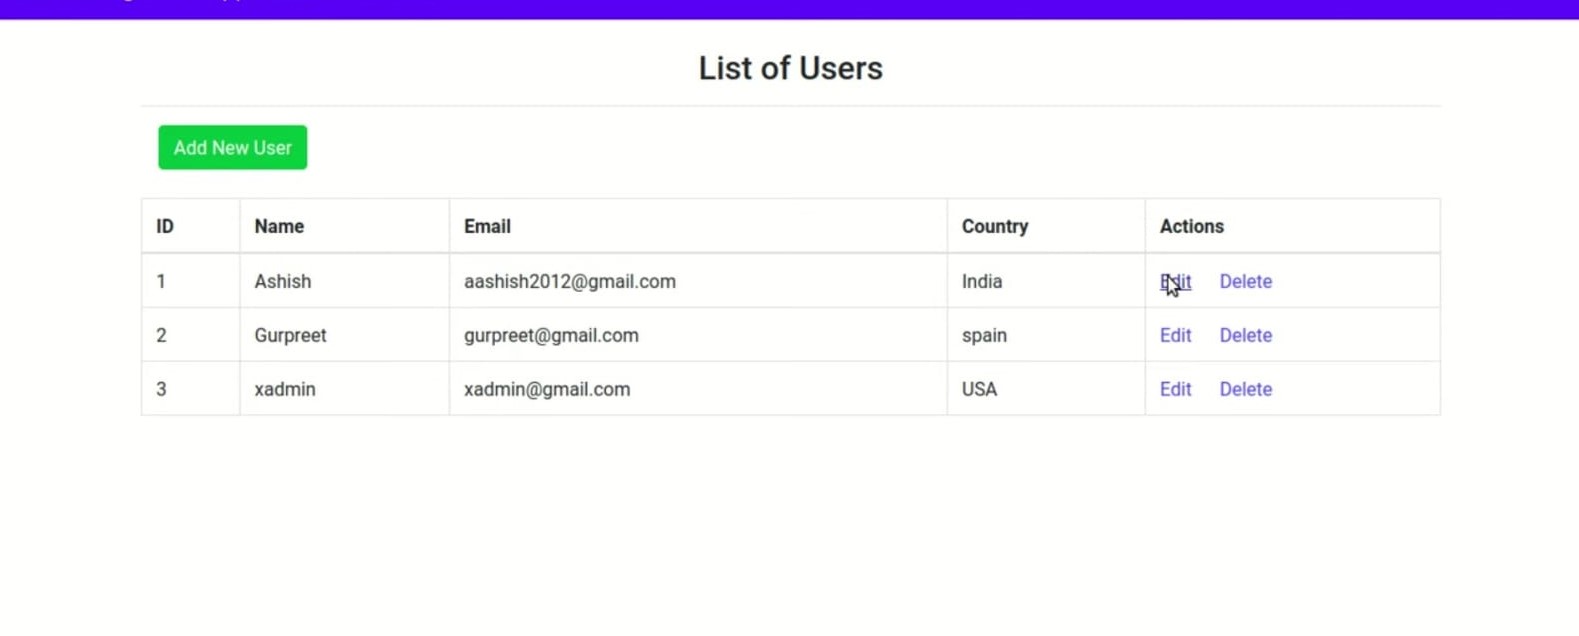 List of Users
Add New User
ID Name Email Country Actions
1 Ashish aashish2012@gmail.com India Edit Delete
2 Gurpreet gurpreet@gmail.com spain Edit Delete
3 xadmin xadmin@gmail.com USA Edit Delete